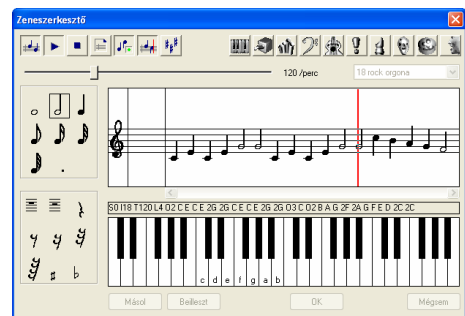 Zeneszerkesztő
120 /perc
18 rock orgona
S0 I18 T120 L4 O2 C E C E 2G 2G C E C E 2G 2G O3 C O2 B A G 2F 2A G F E D 2C 2C
c d e f g a b
Másol Beilleszt OK Mégsem